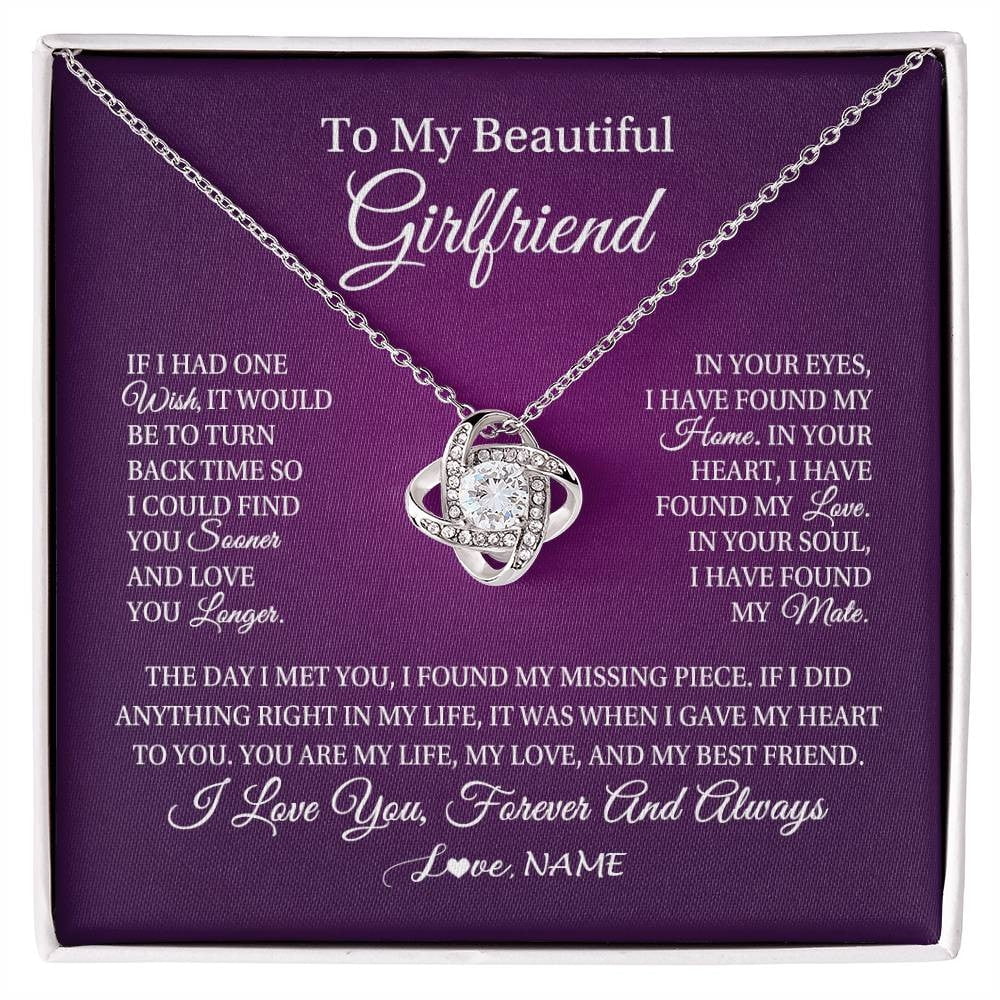 To My Beautiful
Girlfriend
IF I HAD ONE
Wish, IT WOULD
BE TO TURN
BACK TIME SO
I COULD FIND
YOU Sooner
AND LOVE
YOU Longer.
IN YOUR EYES,
I HAVE FOUND MY
Home. IN YOUR
HEART, I HAVE
FOUND MY Love.
IN YOUR SOUL,
I HAVE FOUND
MY Mate.
THE DAY I MET YOU, I FOUND MY MISSING PIECE. IF I DID
ANYTHING RIGHT IN MY LIFE, IT WAS WHEN I GAVE MY HEART
TO YOU. YOU ARE MY LIFE, MY LOVE, AND MY BEST FRIEND.
I Love You, Forever And Always
Love, NAME